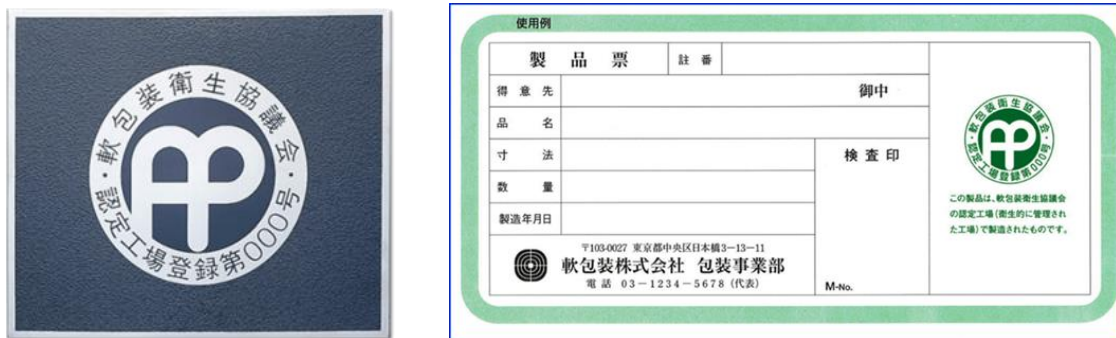 ・軟包装衛生協議会・
認定工場登録第000号
使用例
製品票
註番
得意先
御中
品名
寸法
検査印
数量
製造年月日
〒103-0027 東京都中央区日本橋3-13-11
軟包装株式会社 包装事業部
電話 03-1234-5678 (代表)
M-No.
・軟包装衛生協議会・
認定工場登録第000号
この製品は、軟包装衛生協議会
の認定工場(衛生的に管理され
た工場)で製造されたものです。